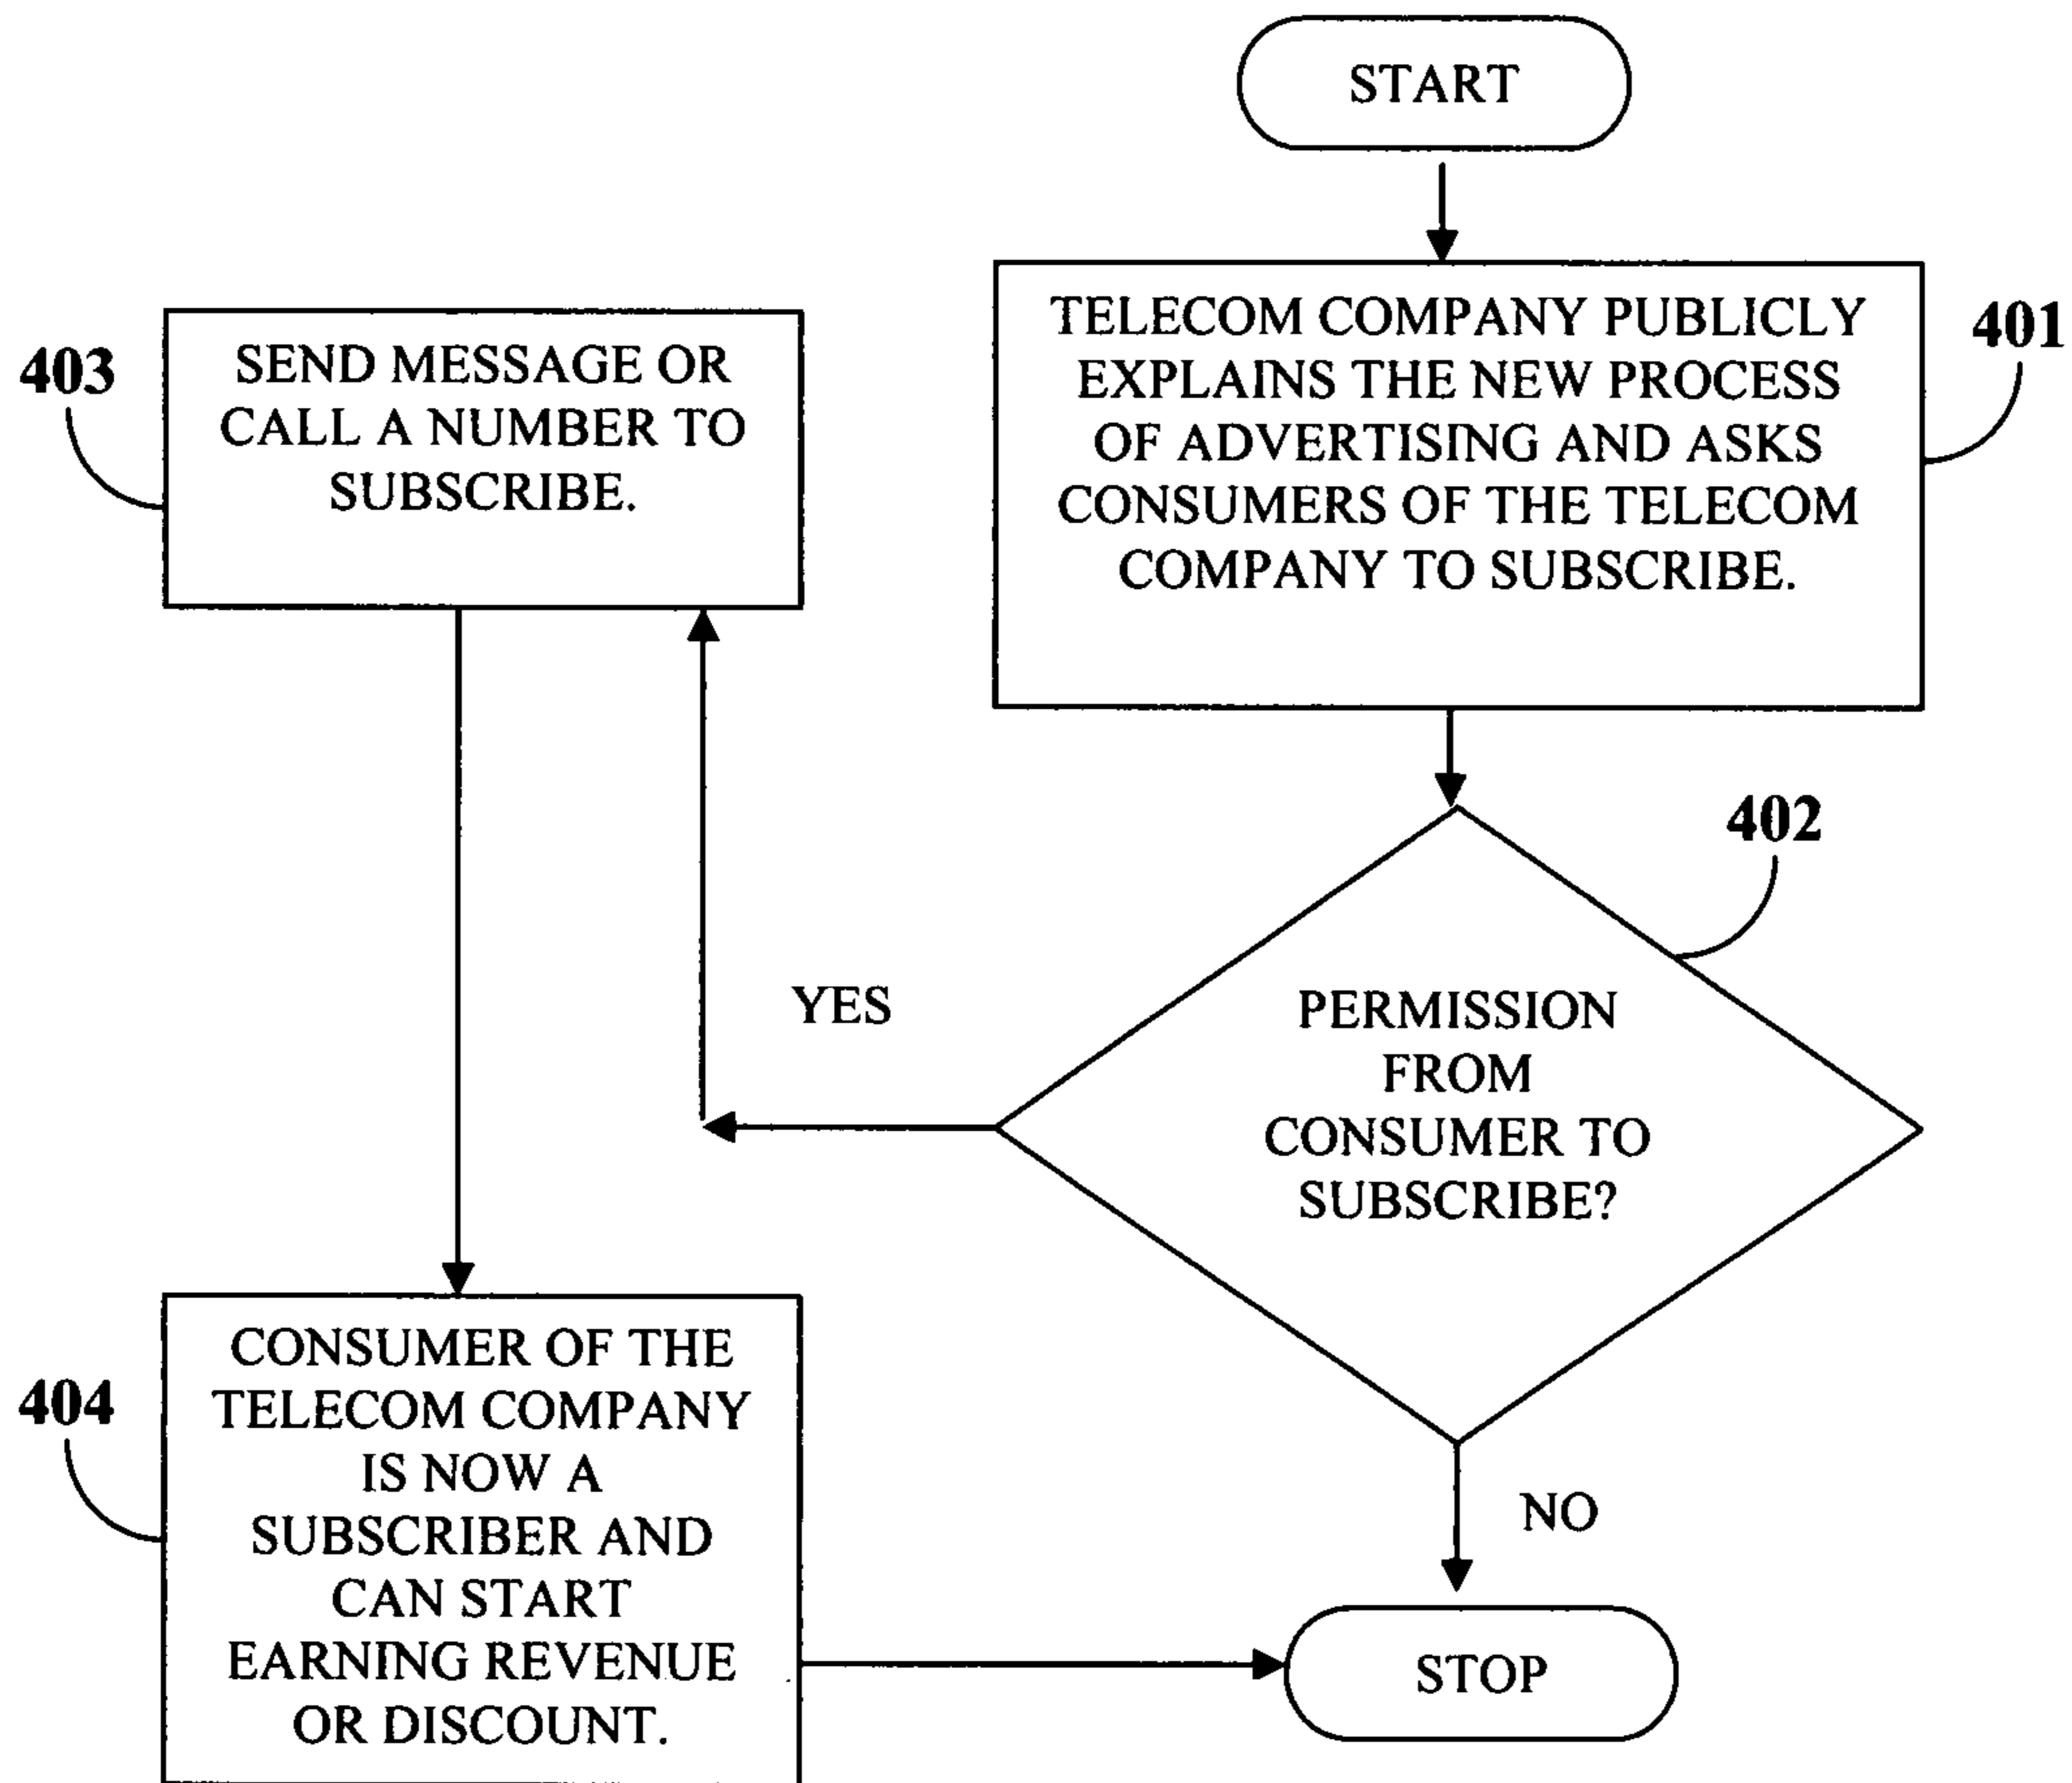 START
TELECOM COMPANY PUBLICLY
EXPLAINS THE NEW PROCESS
OF ADVERTISING AND ASKS
CONSUMERS OF THE TELECOM
COMPANY TO SUBSCRIBE.
401
402
PERMISSION
FROM
CONSUMER TO
SUBSCRIBE?
YES
403
SEND MESSAGE OR
CALL A NUMBER TO
SUBSCRIBE.
404
CONSUMER OF THE
TELECOM COMPANY
IS NOW A
SUBSCRIBER AND
CAN START
EARNING REVENUE
OR DISCOUNT.
NO
STOP